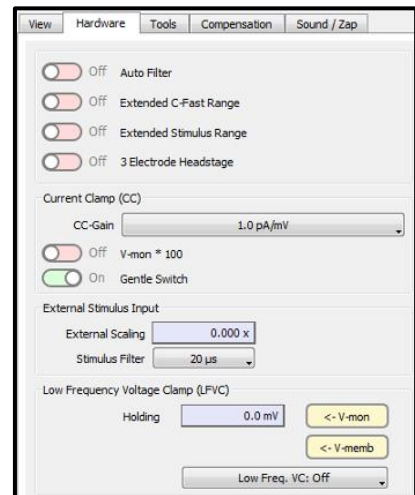 View Hardware Tools Compensation Sound / Zap
Off Auto Filter
Off Extended C-Fast Range
Off Extended Stimulus Range
Off 3 Electrode Headstage
Current Clamp (CC)
CC-Gain 1.0 pA/mV
Off V-mon * 100
On Gentle Switch
External Stimulus Input
External Scaling 0.000 x
Stimulus Filter 20 µs
Low Frequency Voltage Clamp (LFVC)
Holding 0.0 mV <- V-mon
<- V-memb
Low Freq. VC: Off